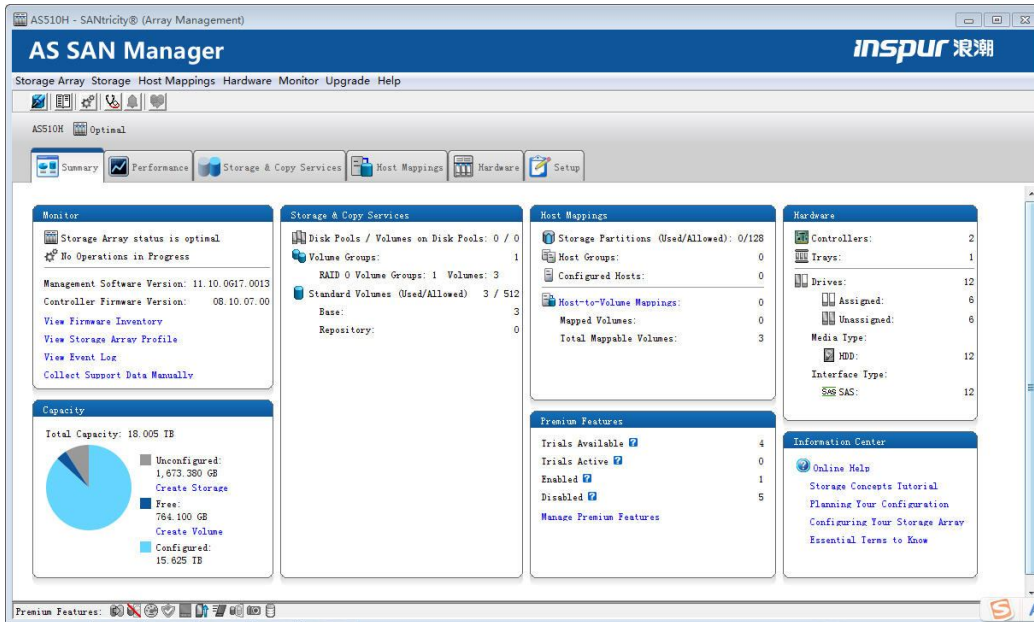 AS510H - SANtricity® (Array Management)
AS SAN Manager
inspur 浪潮
Storage Array Storage Host Mappings Hardware Monitor Upgrade Help
AS510H Optimal
Summary Performance Storage & Copy Services Host Mappings Hardware Setup
Monitor
Storage Array status is optimal
No Operations in Progress
Management Software Version: 11.10.0G17.0013
Controller Firmware Version: 08.10.07.00
View Firmware Inventory
View Storage Array Profile
View Event Log
Collect Support Data Manually
Capacity
Total Capacity: 18.005 TB
Unconfigured:
1,673.380 GB
Create Storage
Free:
764.100 GB
Create Volume
Configured:
15.625 TB
Storage & Copy Services
Disk Pools / Volumes on Disk Pools: 0 / 0
Volume Groups: 1
RAID 0 Volume Groups: 1 Volumes: 3
Standard Volumes (Used/Allowed) 3 / 512
Base: 3
Repository: 0
Host Mappings
Storage Partitions (Used/Allowed): 0/128
Host Groups: 0
Configured Hosts: 0
Host-to-Volume Mappings: 0
Mapped Volumes: 0
Total Mappable Volumes: 3
Premium Features
Trials Available ? 4
Trials Active ? 0
Enabled ? 1
Disabled ? 5
Manage Premium Features
Hardware
Controllers: 2
Trays: 1
Drives: 12
Assigned: 6
Unassigned: 6
Media Type:
HDD: 12
Interface Type:
SAS SAS: 12
Information Center
Online Help
Storage Concepts Tutorial
Planning Your Configuration
Configuring Your Storage Array
Essential Terms to Know
Premium Features: